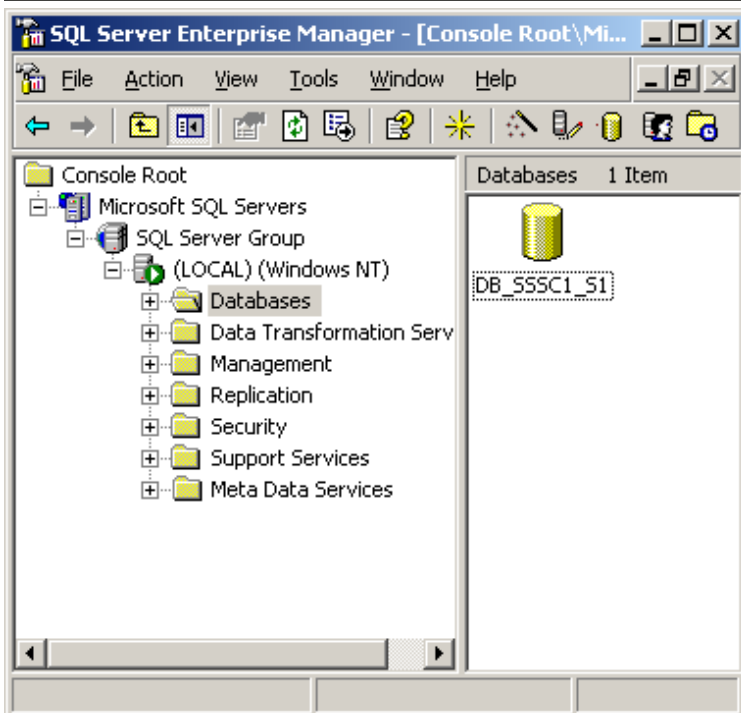 SQL Server Enterprise Manager - [Console Root\Mi...
File Action View Tools Window Help
Console Root
Microsoft SQL Servers
SQL Server Group
(LOCAL) (Windows NT)
Databases
Data Transformation Serv
Management
Replication
Security
Support Services
Meta Data Services
Databases 1 Item
DB_SSSC1_S1